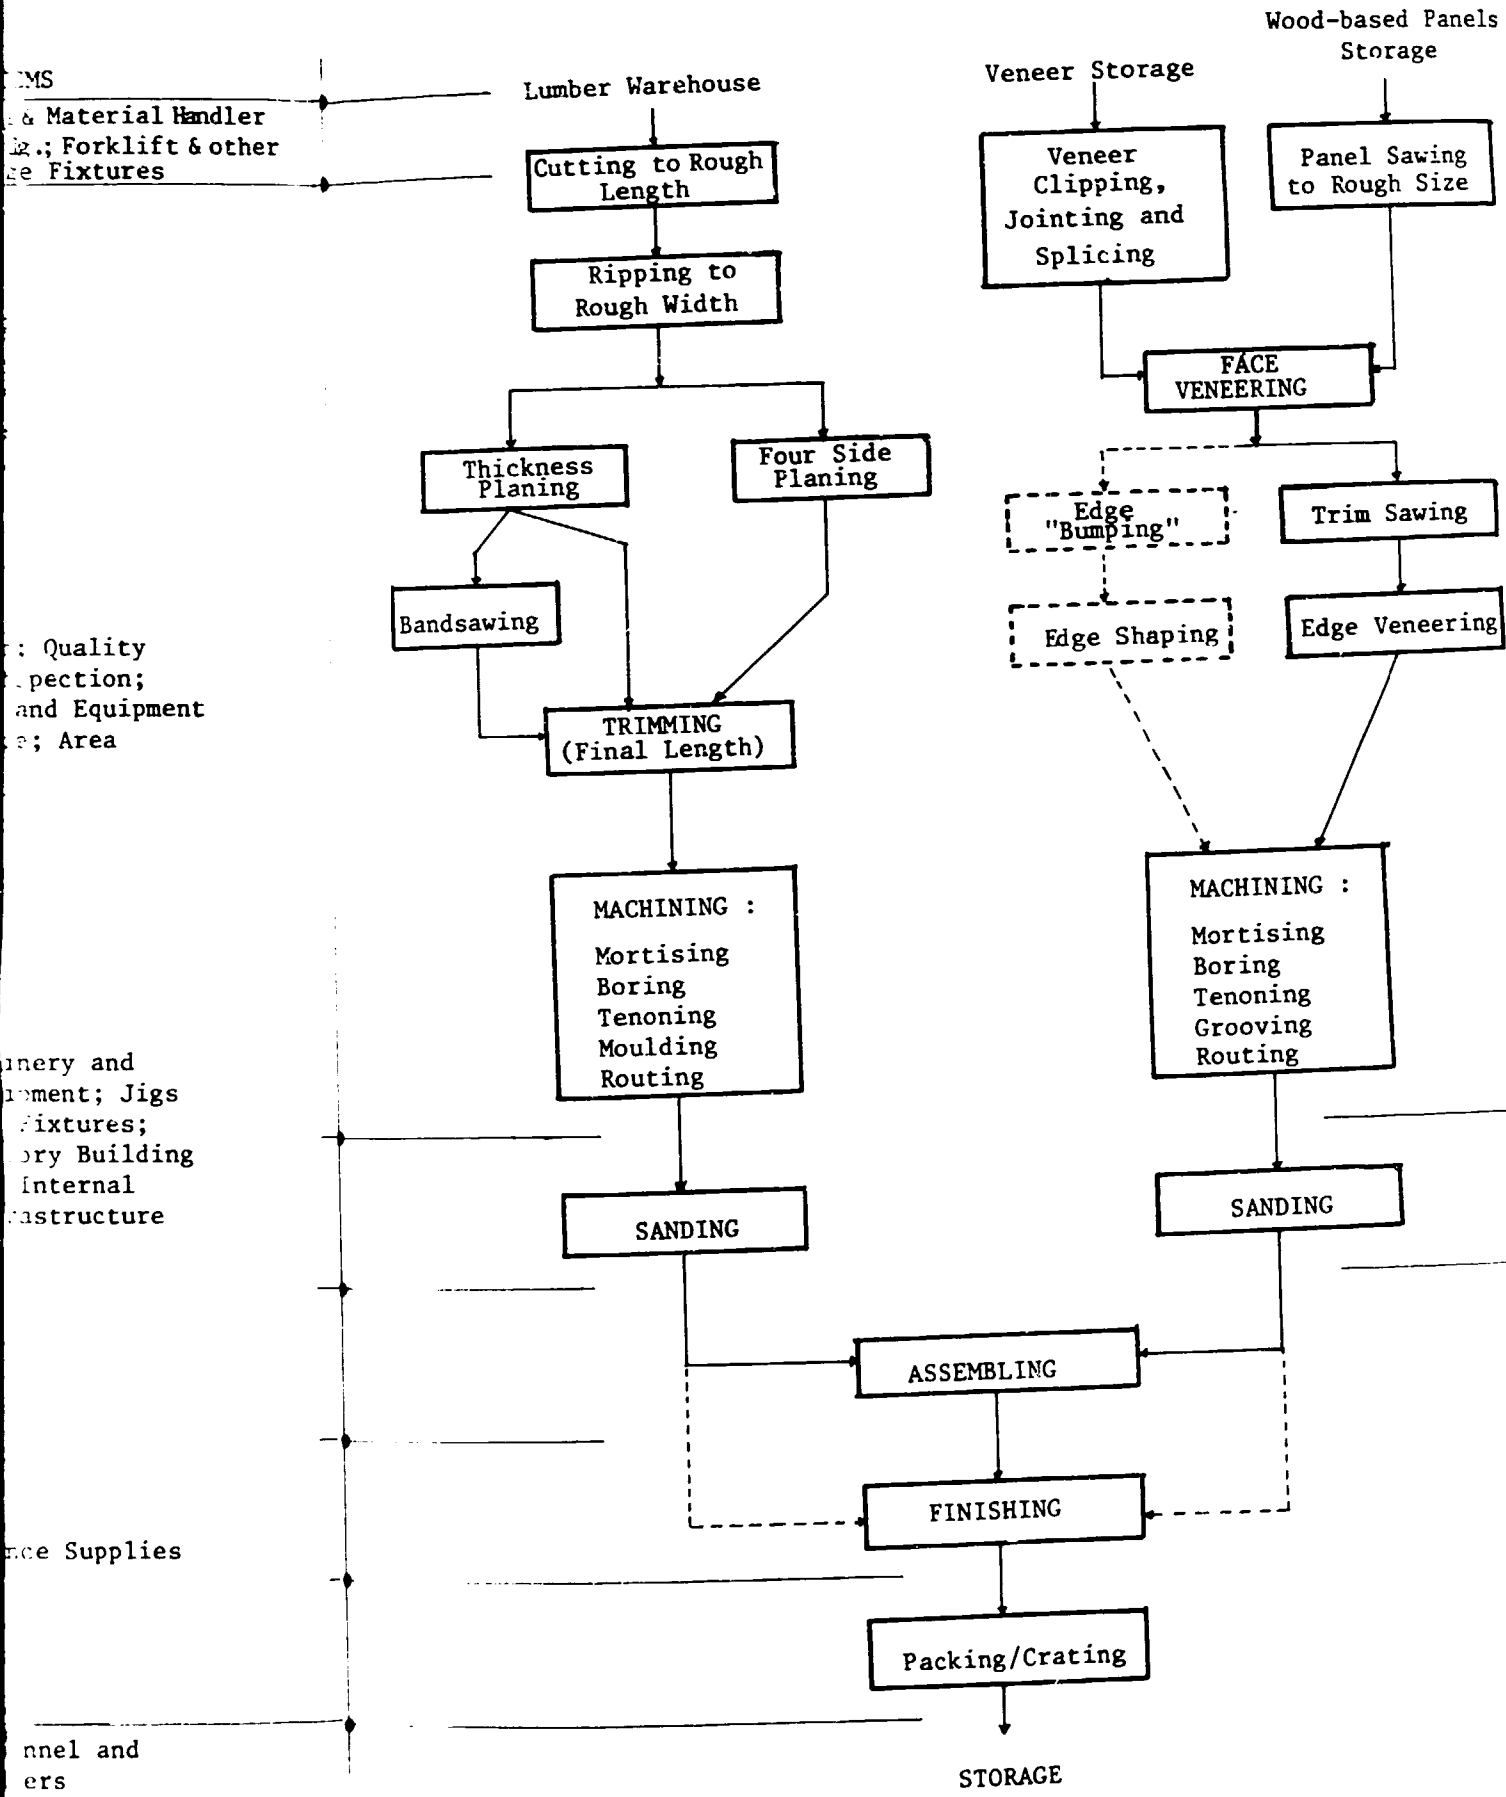 Wood-based Panels
Storage
Veneer Storage
Lumber Warehouse
& Material Handler
Forklift & other
Fixtures
Cutting to Rough
Length
Veneer
Clipping,
Jointing and
Splicing
Panel Sawing
to Rough Size
Ripping to
Rough Width
FACE
VENEERING
Thickness
Planing
Four Side
Planing
Edge
"Bumping"
Trim Sawing
Bandsawing
Edge Shaping
Edge Veneering
: Quality
and Equipment
; Area
TRIMMING
(Final Length)
MACHINING :
Mortising
Boring
Tenoning
Moulding
Routing
MACHINING :
Mortising
Boring
Tenoning
Grooving
Routing
and
; Jigs
Building
Internal
SANDING
SANDING
ASSEMBLING
FINISHING
Supplies
Packing/Crating
and
STORAGE